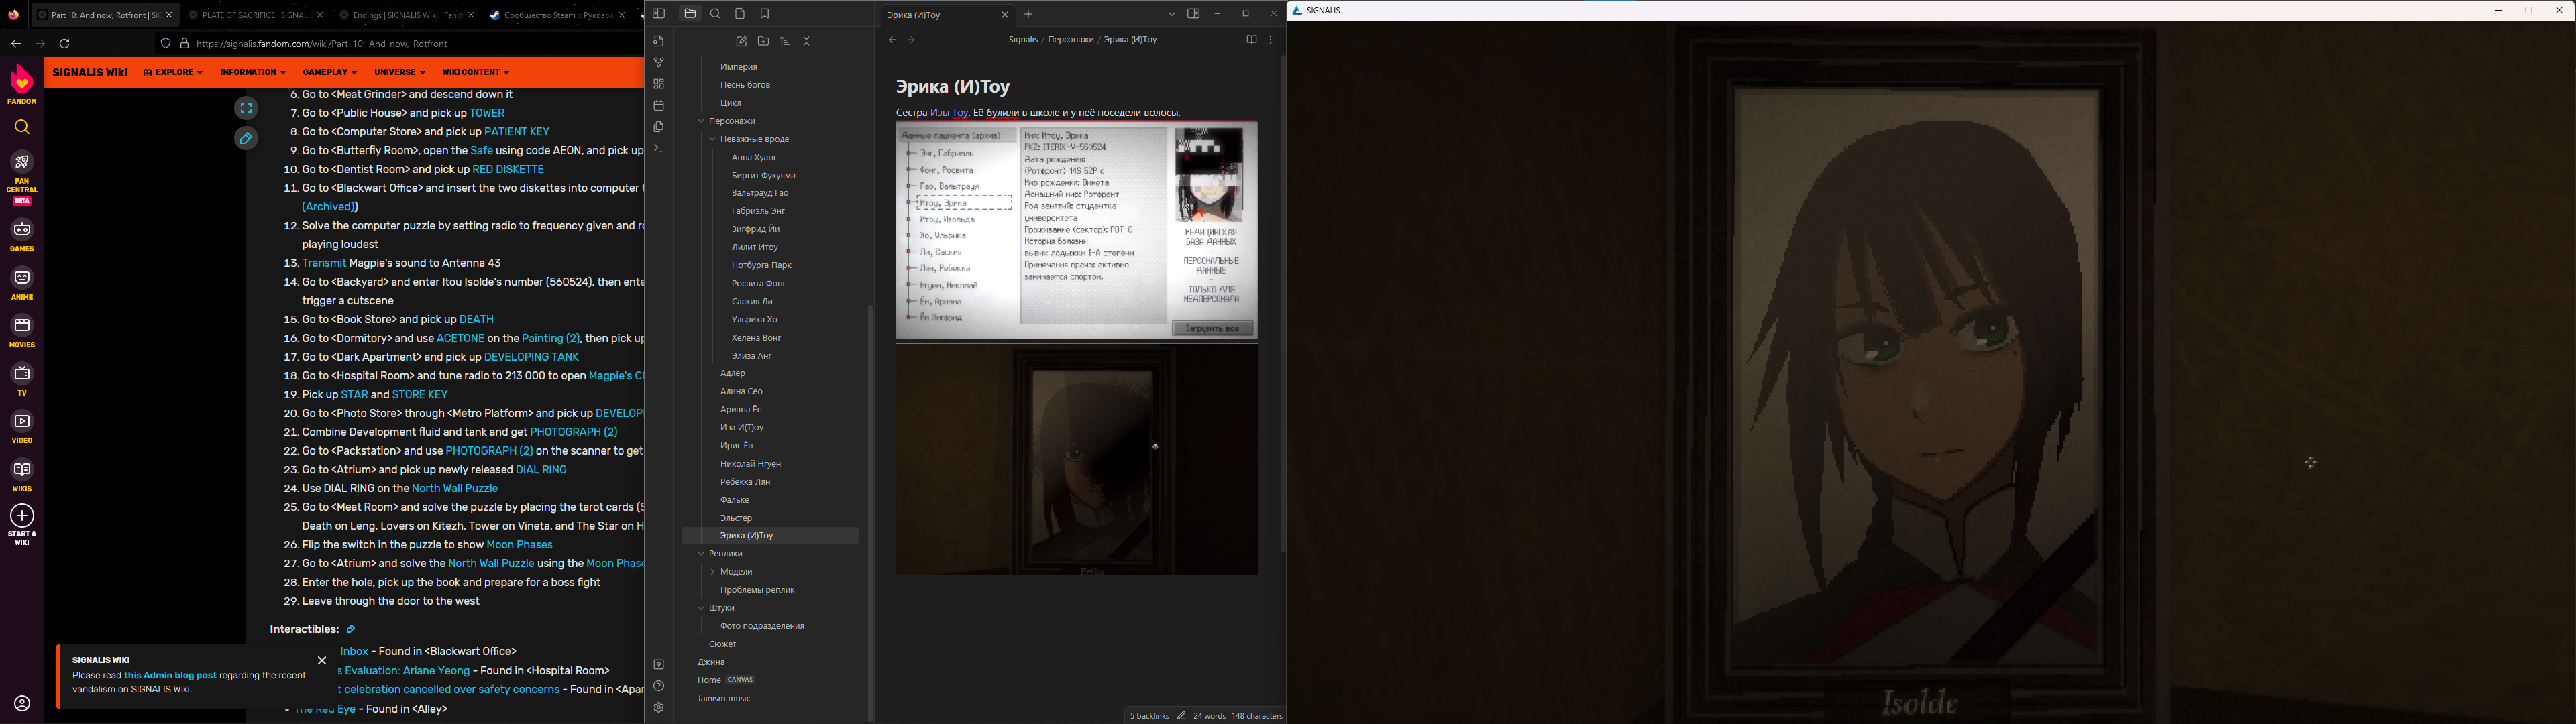 Part 10: And now, Rotfront | SIG
PLATE OF SACRIFICE | SIGNALIS
Endings | SIGNALIS Wiki | Fand
Сообщество Steam :: Руковод
https://signalis.fandom.com/wiki/Part_10:_And_now,_Rotfront
SIGNALIS Wiki
EXPLORE
INFORMATION
GAMEPLAY
UNIVERSE
WIKI CONTENT
FANDOM
FAN CENTRAL
BETA
GAMES
ANIME
MOVIES
TV
VIDEO
WIKIS
START A WIKI
6. Go to <Meat Grinder> and descend down it
7. Go to <Public House> and pick up TOWER
8. Go to <Computer Store> and pick up PATIENT KEY
9. Go to <Butterfly Room>, open the Safe using code AEON, and pick up
10. Go to <Dentist Room> and pick up RED DISKETTE
11. Go to <Blackwart Office> and insert the two diskettes into computer
(Archived))
12. Solve the computer puzzle by setting radio to frequency given and
playing loudest
13. Transmit Magpie's sound to Antenna 43
14. Go to <Backyard> and enter Itou Isolde's number (560524), then
trigger a cutscene
15. Go to <Book Store> and pick up DEATH
16. Go to <Dormitory> and use ACETONE on the Painting (2), then pick up
17. Go to <Dark Apartment> and pick up DEVELOPING TANK
18. Go to <Hospital Room> and tune radio to 213 000 to open Magpie's
19. Pick up STAR and STORE KEY
20. Go to <Photo Store> through <Metro Platform> and pick up DEVELOP
21. Combine Development fluid and tank and get PHOTOGRAPH (2)
22. Go to <Packstation> and use PHOTOGRAPH (2) on the scanner to get
23. Go to <Atrium> and pick up newly released DIAL RING
24. Use DIAL RING on the North Wall Puzzle
25. Go to <Meat Room> and solve the puzzle by placing the tarot cards (S
Death on Leng, Lovers on Kitezh, Tower on Vineta, and The Star on H
26. Flip the switch in the puzzle to show Moon Phases
27. Go to <Atrium> and solve the North Wall Puzzle using the Moon Phase
28. Enter the hole, pick up the book and prepare for a boss fight
29. Leave through the door to the west
Interactibles:
Inbox - Found in <Blackwart Office>
s Evaluation: Ariane Yeong - Found in <Hospital Room>
t celebration cancelled over safety concerns - Found in <Apar
The Red Eye - Found in <Alley>
SIGNALIS WIKI
Please read this Admin blog post regarding the recent
vandalism on SIGNALIS Wiki.
Империя
Песнь богов
Цикл
Персонажи
Неважные вроде
Анна Хуанг
Биргит Фукуяма
Вальтрауд Гао
Габриэль Энг
Зигфрид Йи
Лилит Итоу
Нотбурга Парк
Росвита Фонг
Саския Ли
Ульрика Хо
Хелена Вонг
Элиза Анг
Адлер
Алина Сео
Ариана Ён
Иза И(Т)оу
Ирис Ён
Николай Нгуен
Ребекка Лян
Фальке
Эльстер
Эрика (И)Тоу
Реплики
Модели
Проблемы реплик
Штуки
Фото подразделения
Сюжет
Джина
Home CANVAS
Jainism music
Эрика (И)Тоу
Signalis / Персонажи / Эрика (И)Тоу
Эрика (И)Тоу
Сестра Изы Тоу. Её булили в школе и у неё поседели волосы.
Данные пациента (архив)
Энг, Габриэль
Фонг, Росвита
Гао, Вальтрауд
Итоу, Эрика
Итоу, Изольда
Хо, Ульрика
Ли, Саския
Лян, Ребекка
Нгуен, Николай
Ён, Ариана
Йи Зигфрид
Имя: Итоу, Эрика
PKZ: ITERIK-V-560524
Дата рождения:
(Ротфронт) 14S 52P c
Мир рождения: Винета
Домашний мир: Ротфронт
Род занятий: студентка
университета
Проживание (сектор): РОТ-С
История болезни
вывих лодыжки I-й степени
Примечания врача: активно
занимается спортом.
МЕДИЦИНСКАЯ
БАЗА ДАННЫХ
-
ПЕРСОНАЛЬНЫЕ
ДАННЫЕ
-
ТОЛЬКО ДЛЯ
МЕДПЕРСОНАЛА
Загрузить все
Erika
5 backlinks
24 words
148 characters
SIGNALIS
Isolde